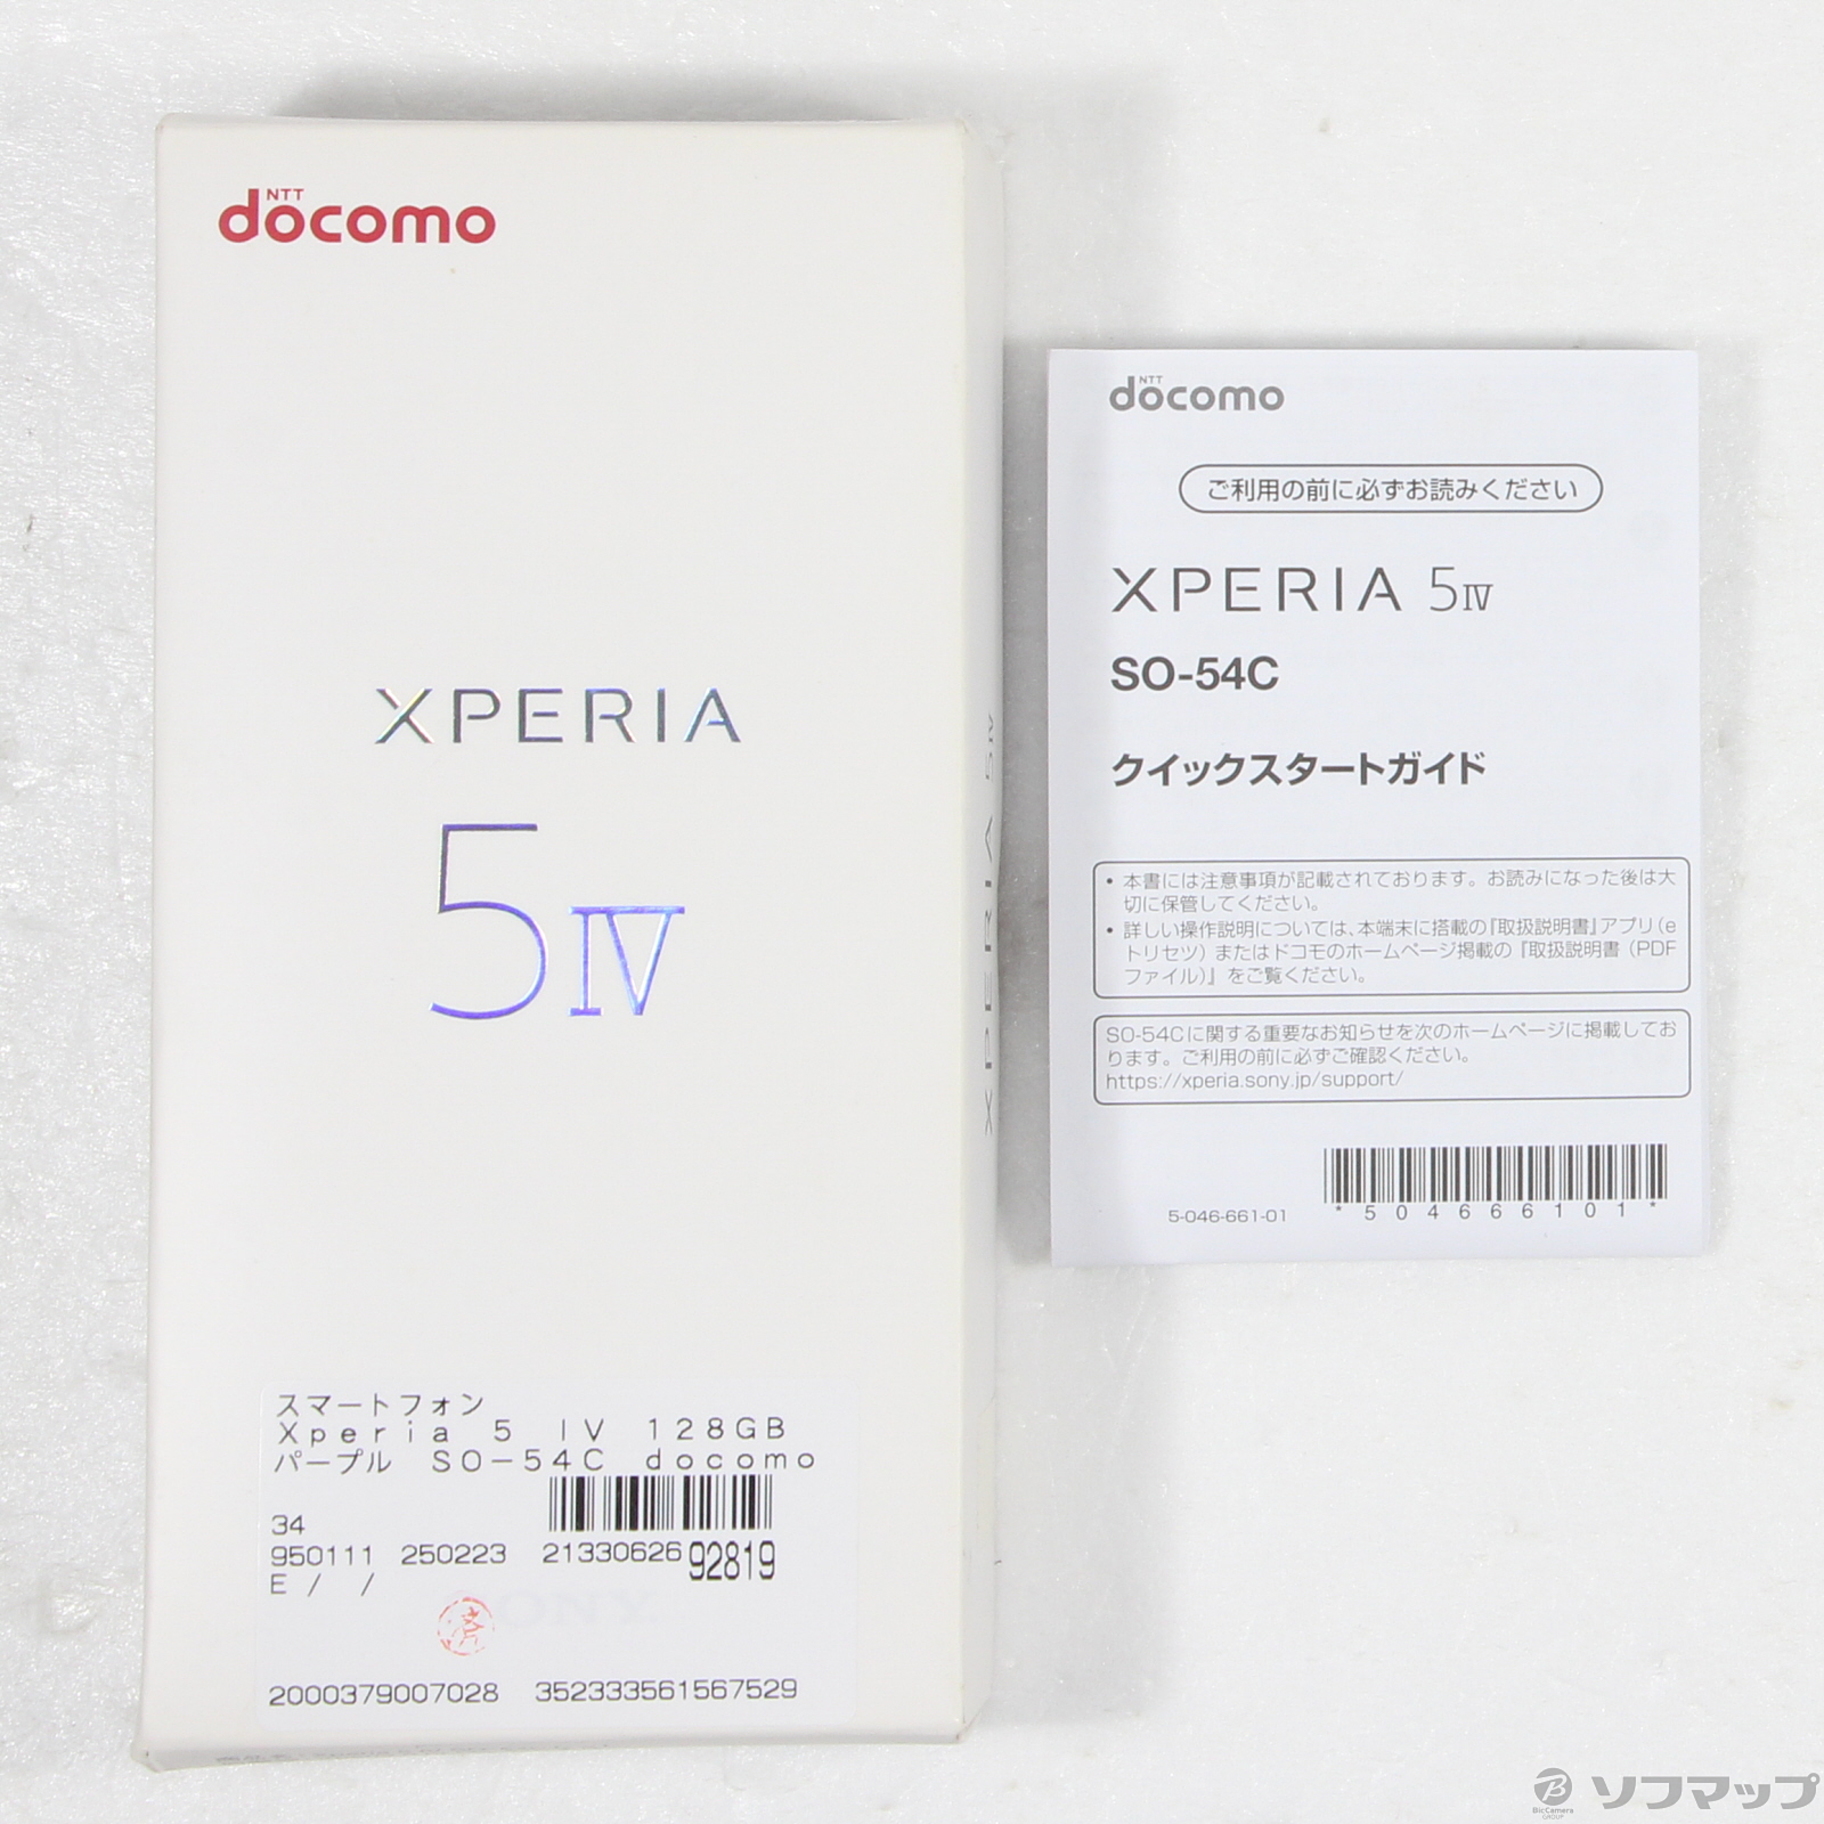 NTT
docomo
XPERIA
5IV
XPERIA 5IV
スマートフォン
Xperia 5 IV 128GB
パープル SO-54C docomo
34
950111 250223 2133062692819
E / /
済
SONY
2000379007028 352333561567529
NTT
docomo
ご利用の前に必ずお読みください
XPERIA 5IV
SO-54C
クイックスタートガイド
• 本書には注意事項が記載されております。お読みになった後は大
切に保管してください。
• 詳しい操作説明については、本端末に搭載の『取扱説明書』アプリ（e
トリセツ）またはドコモのホームページ掲載の『取扱説明書（PDF
ファイル）』をご覧ください。
SO-54Cに関する重要なお知らせを次のホームページに掲載してお
ります。ご利用の前に必ずご確認ください。
https://xperia.sony.jp/support/
5-046-661-01
*504666101*
B
BicCamera
GROUP
ソフマップ